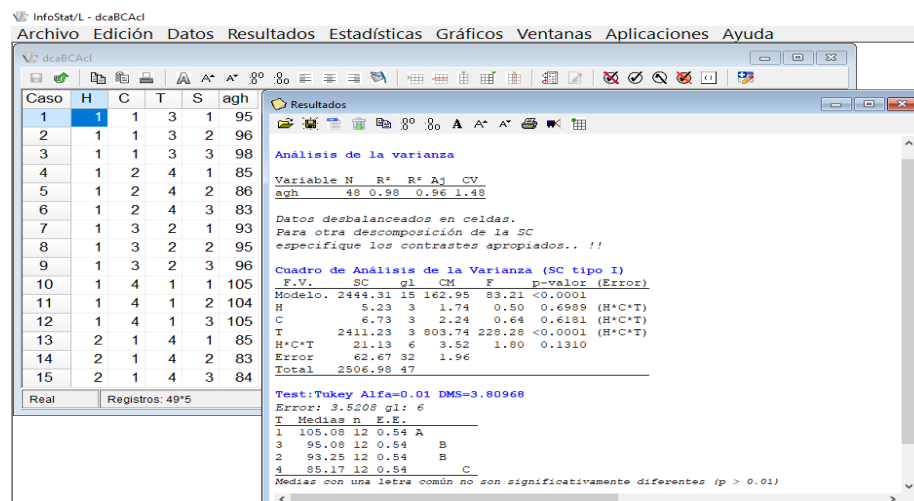 InfoStat/L - dcaBCAcl
Archivo Edición Datos Resultados Estadísticas Gráficos Ventanas Aplicaciones Ayuda
dcaBCAcl
Caso H C T S agh
1 1 1 3 1 95
2 1 1 3 2 96
3 1 1 3 3 98
4 1 2 4 1 85
5 1 2 4 2 86
6 1 2 4 3 83
7 1 3 2 1 93
8 1 3 2 2 95
9 1 3 2 3 96
10 1 4 1 1 105
11 1 4 1 2 104
12 1 4 1 3 105
13 2 1 4 1 85
14 2 1 4 2 83
15 2 1 4 3 84
Real Registros: 49*5
Resultados
Análisis de la varianza
Variable N R² R² Aj CV
agh 48 0.98 0.96 1.48
Datos desbalanceados en celdas.
Para otra descomposición de la SC
especifique los contrastes apropiados.. !!
Cuadro de Análisis de la Varianza (SC tipo I)
F.V. SC gl CM F p-valor (Error)
Modelo. 2444.31 15 162.95 83.21 <0.0001
H 5.23 3 1.74 0.50 0.6989 (H*C*T)
C 6.73 3 2.24 0.64 0.6181 (H*C*T)
T 2411.23 3 803.74 228.28 <0.0001 (H*C*T)
H*C*T 21.13 6 3.52 1.80 0.1310
Error 62.67 32 1.96
Total 2506.98 47
Test:Tukey Alfa=0.01 DMS=3.80968
Error: 3.5208 gl: 6
T Medias n E.E.
1 105.08 12 0.54 A
3 95.08 12 0.54 B
2 93.25 12 0.54 B
4 85.17 12 0.54 C
Medias con una letra común no son significativamente diferentes (p > 0.01)